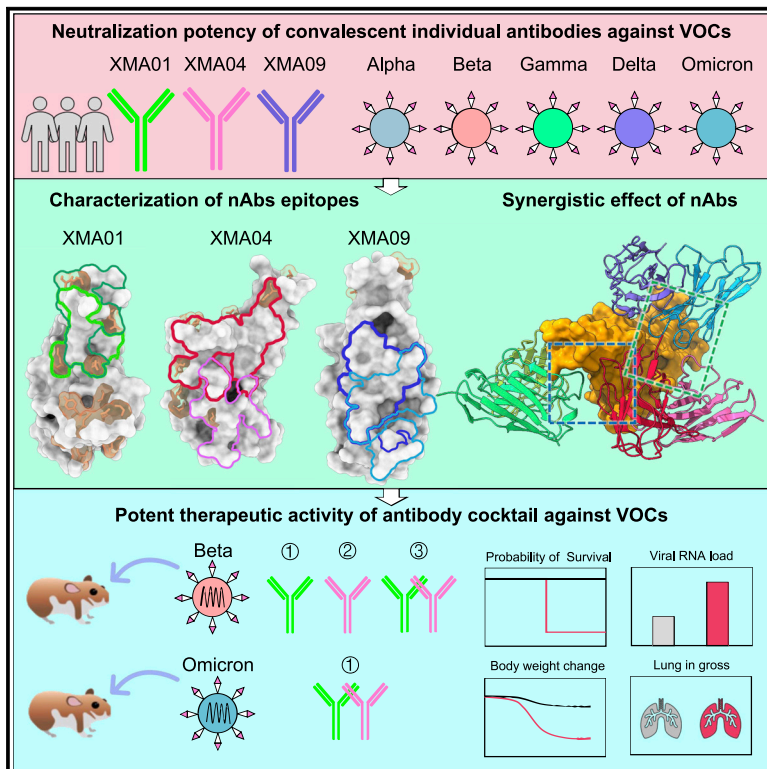 Neutralization potency of convalescent individual antibodies against VOCs
XMA01 XMA04 XMA09 Alpha Beta Gamma Delta Omicron
Characterization of nAbs epitopes
Synergistic effect of nAbs
XMA01 XMA04 XMA09
Potent therapeutic activity of antibody cocktail against VOCs
Beta ① ② ③
Probability of Survival Viral RNA load
Omicron ①
Body weight change Lung in gross